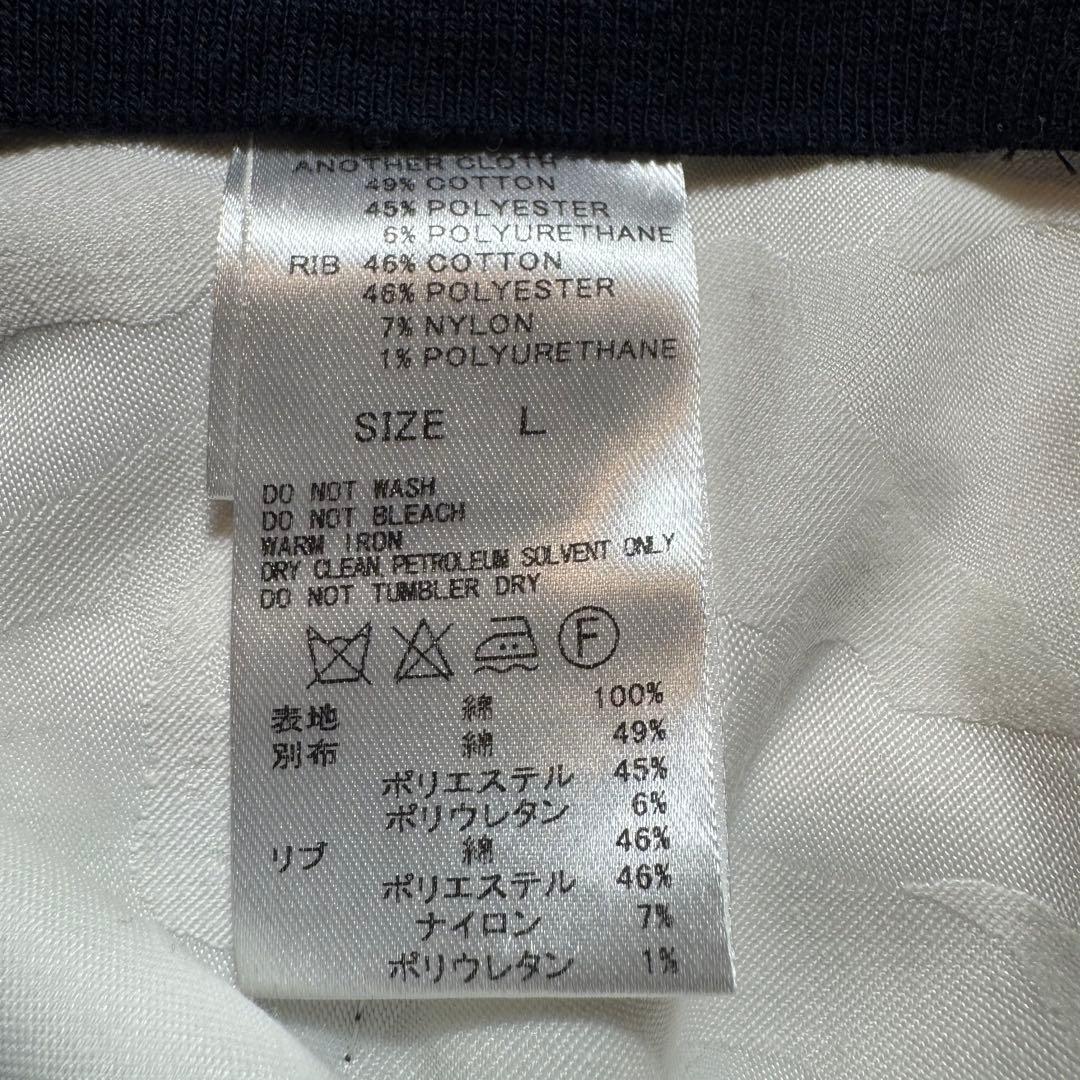 ANOTHER CLOTH
49% COTTON
45% POLYESTER
6% POLYURETHANE
RIB 46% COTTON
46% POLYESTER
7% NYLON
1% POLYURETHANE
SIZE L
DO NOT WASH
DO NOT BLEACH
WARM IRON
DRY CLEAN PETROLEUM SOLVENT ONLY
DO NOT TUMBLER DRY
F
表地 綿 100%
別布 綿 49%
ポリエステル 45%
ポリウレタン 6%
リブ 綿 46%
ポリエステル 46%
ナイロン 7%
ポリウレタン 1%